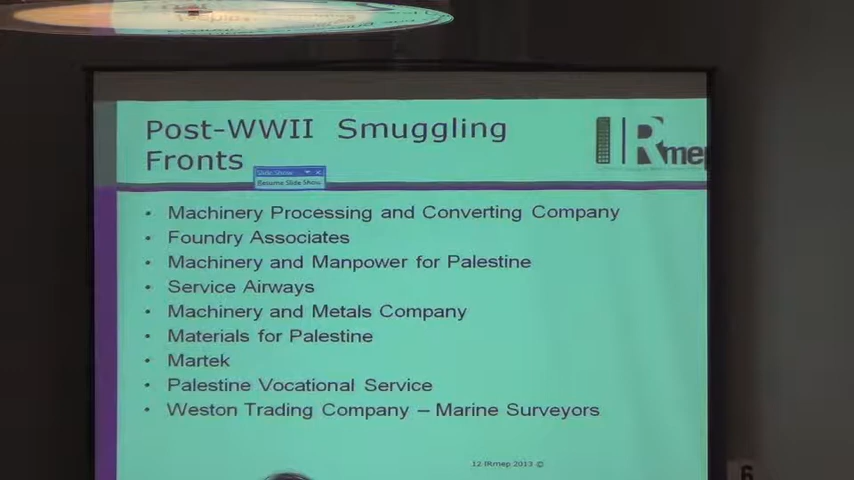 Post-WWII Smuggling
Fronts
IRmep
Slide Show
Resume Slide Show
• Machinery Processing and Converting Company
• Foundry Associates
• Machinery and Manpower for Palestine
• Service Airways
• Machinery and Metals Company
• Materials for Palestine
• Martek
• Palestine Vocational Service
• Weston Trading Company – Marine Surveyors
12 IRmep 2013 ©
6